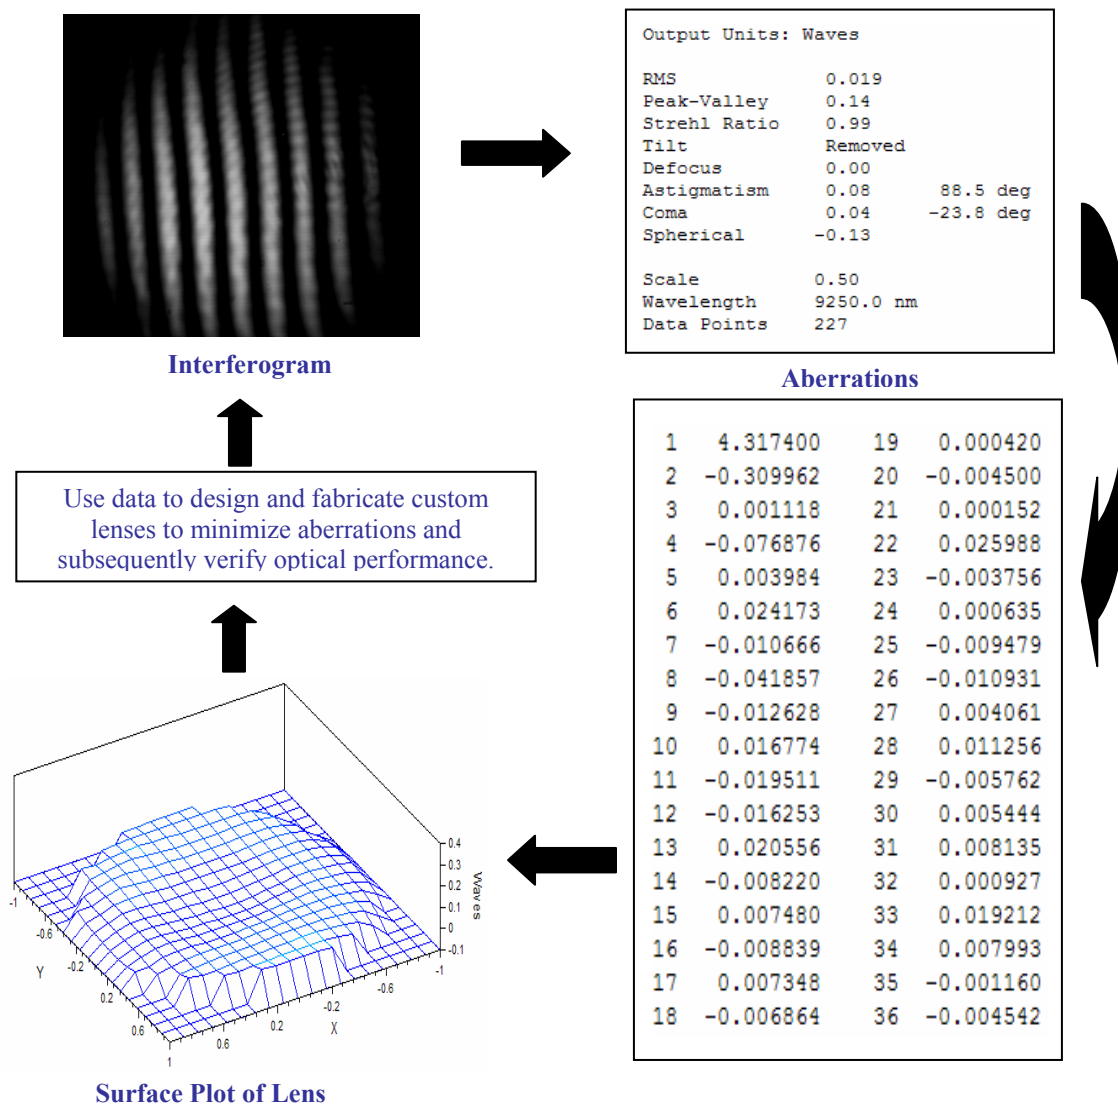 Output Units: Waves
RMS 0.019
Peak-Valley 0.14
Strehl Ratio 0.99
Tilt Removed
Defocus 0.00
Astigmatism 0.08 88.5 deg
Coma 0.04 -23.8 deg
Spherical -0.13
Scale 0.50
Wavelength 9250.0 nm
Data Points 227
Interferogram
Aberrations
1 4.317400 19 0.000420
2 -0.309962 20 -0.004500
3 0.001118 21 0.000152
4 -0.076876 22 0.025988
5 0.003984 23 -0.003756
6 0.024173 24 0.000635
7 -0.010666 25 -0.009479
8 -0.041857 26 -0.010931
9 -0.012628 27 0.004061
10 0.016774 28 0.011256
11 -0.019511 29 -0.005762
12 -0.016253 30 0.005444
13 0.020556 31 0.008135
14 -0.008220 32 0.000927
15 0.007480 33 0.019212
16 -0.008839 34 0.007993
17 0.007348 35 -0.001160
18 -0.006864 36 -0.004542
Use data to design and fabricate custom
lenses to minimize aberrations and
subsequently verify optical performance.
0.4
0.3
0.2
0.1
0
-0.1
Waves
-1
-0.6
-0.2
0.2
0.6
1
Y
0.6
0.2
-0.2
-0.6
-1
X
Surface Plot of Lens